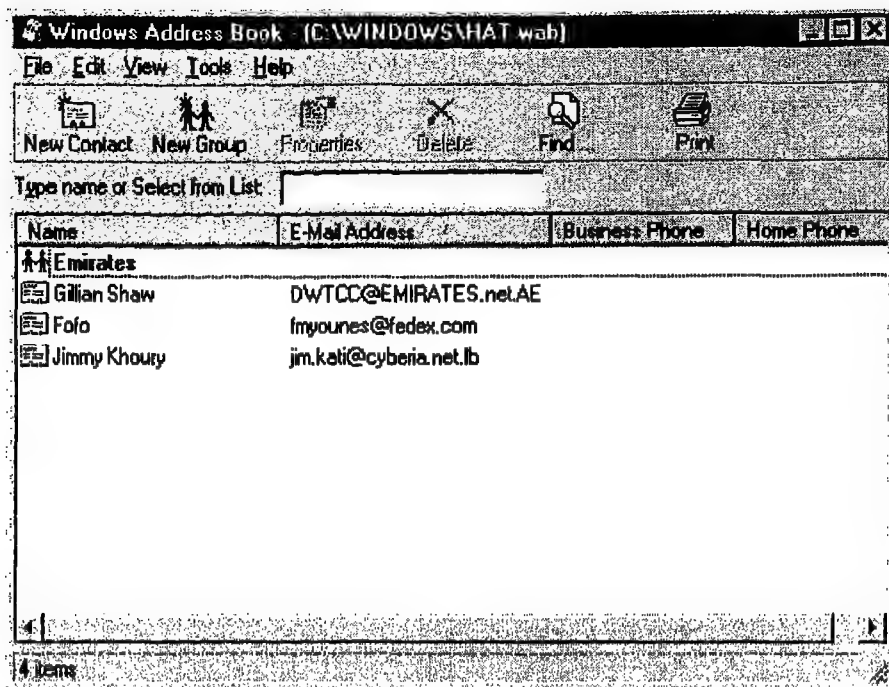 Windows Address Book - (C:\WINDOWS\HAT.wab)
File Edit View Tools Help
New Contact New Group Properties Delete Find... Print
Type name or Select from List:
Name E-Mail Address Business Phone Home Phone
Emirates
Gillian Shaw DWTCC@EMIRATES.net.AE
Fofo fmyounes@fedex.com
Jimmy Khoury jim.kati@cyberia.net.lb
4 items